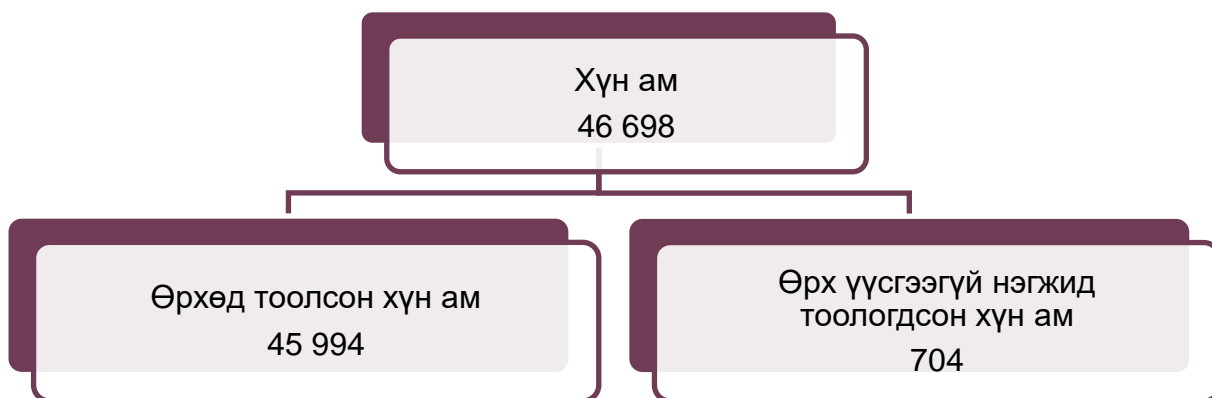 Хүн ам
46 698
Өрхөд тоолсон хүн ам
45 994
Өрх үүсгээгүй нэгжид
тоологдсон хүн ам
704